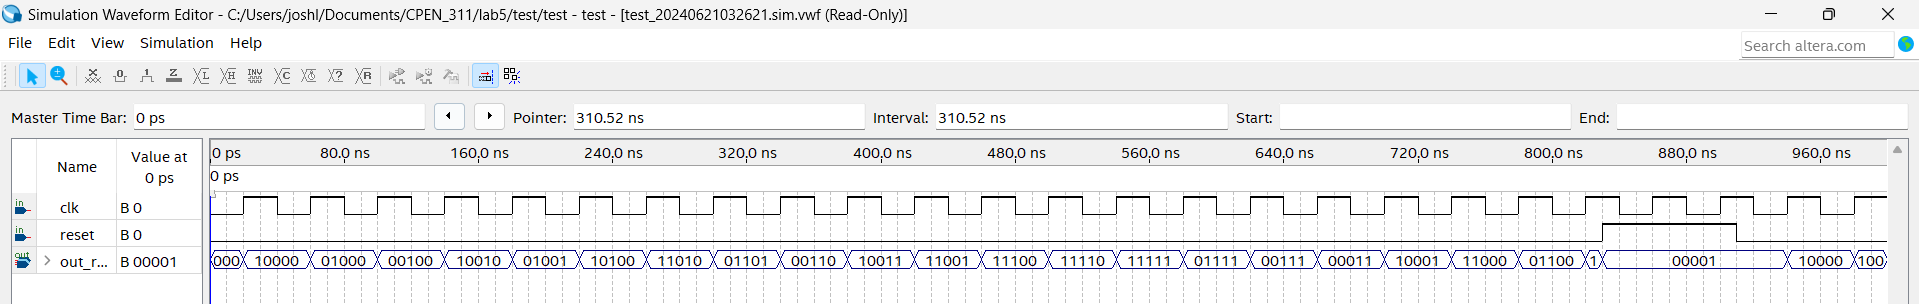 Simulation Waveform Editor - C:/Users/joshl/Documents/CPEN_311/lab5/test/test - test - [test_20240621032621.sim.vwf (Read-Only)]
File Edit View Simulation Help
Search altera.com
Master Time Bar: 0 ps Pointer: 310.52 ns Interval: 310.52 ns Start: End:
Name Value at 0 ps
0 ps 80.0 ns 160.0 ns 240.0 ns 320.0 ns 400.0 ns 480.0 ns 560.0 ns 640.0 ns 720.0 ns 800.0 ns 880.0 ns 960.0 ns
0 ps
in clk B 0
in reset B 0
out out_r... B 00001 000 10000 01000 00100 10010 01001 10100 11010 01101 00110 10011 11001 11100 11110 11111 01111 00111 00011 10001 11000 01100 1 00001 10000 100